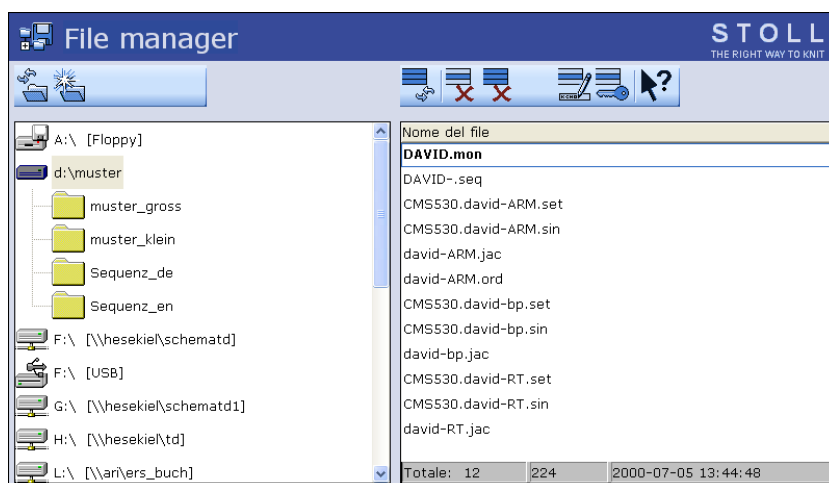 File manager
STOLL
THE RIGHT WAY TO KNIT
K-CMD
?
A:\ [Floppy]
d:\muster
muster_gross
muster_klein
Sequenz_de
Sequenz_en
F:\ [\\hesekiel\schematd]
F:\ [USB]
G:\ [\\hesekiel\schematd1]
H:\ [\\hesekiel\td]
L:\ [\\ari\ers_buch]
Nome del file
DAVID.mon
DAVID-.seq
CMS530.david-ARM.set
CMS530.david-ARM.sin
david-ARM.jac
david-ARM.ord
CMS530.david-bp.set
CMS530.david-bp.sin
david-bp.jac
CMS530.david-RT.set
CMS530.david-RT.sin
david-RT.jac
Totale: 12 224 2000-07-05 13:44:48